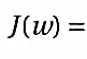 J(w) =